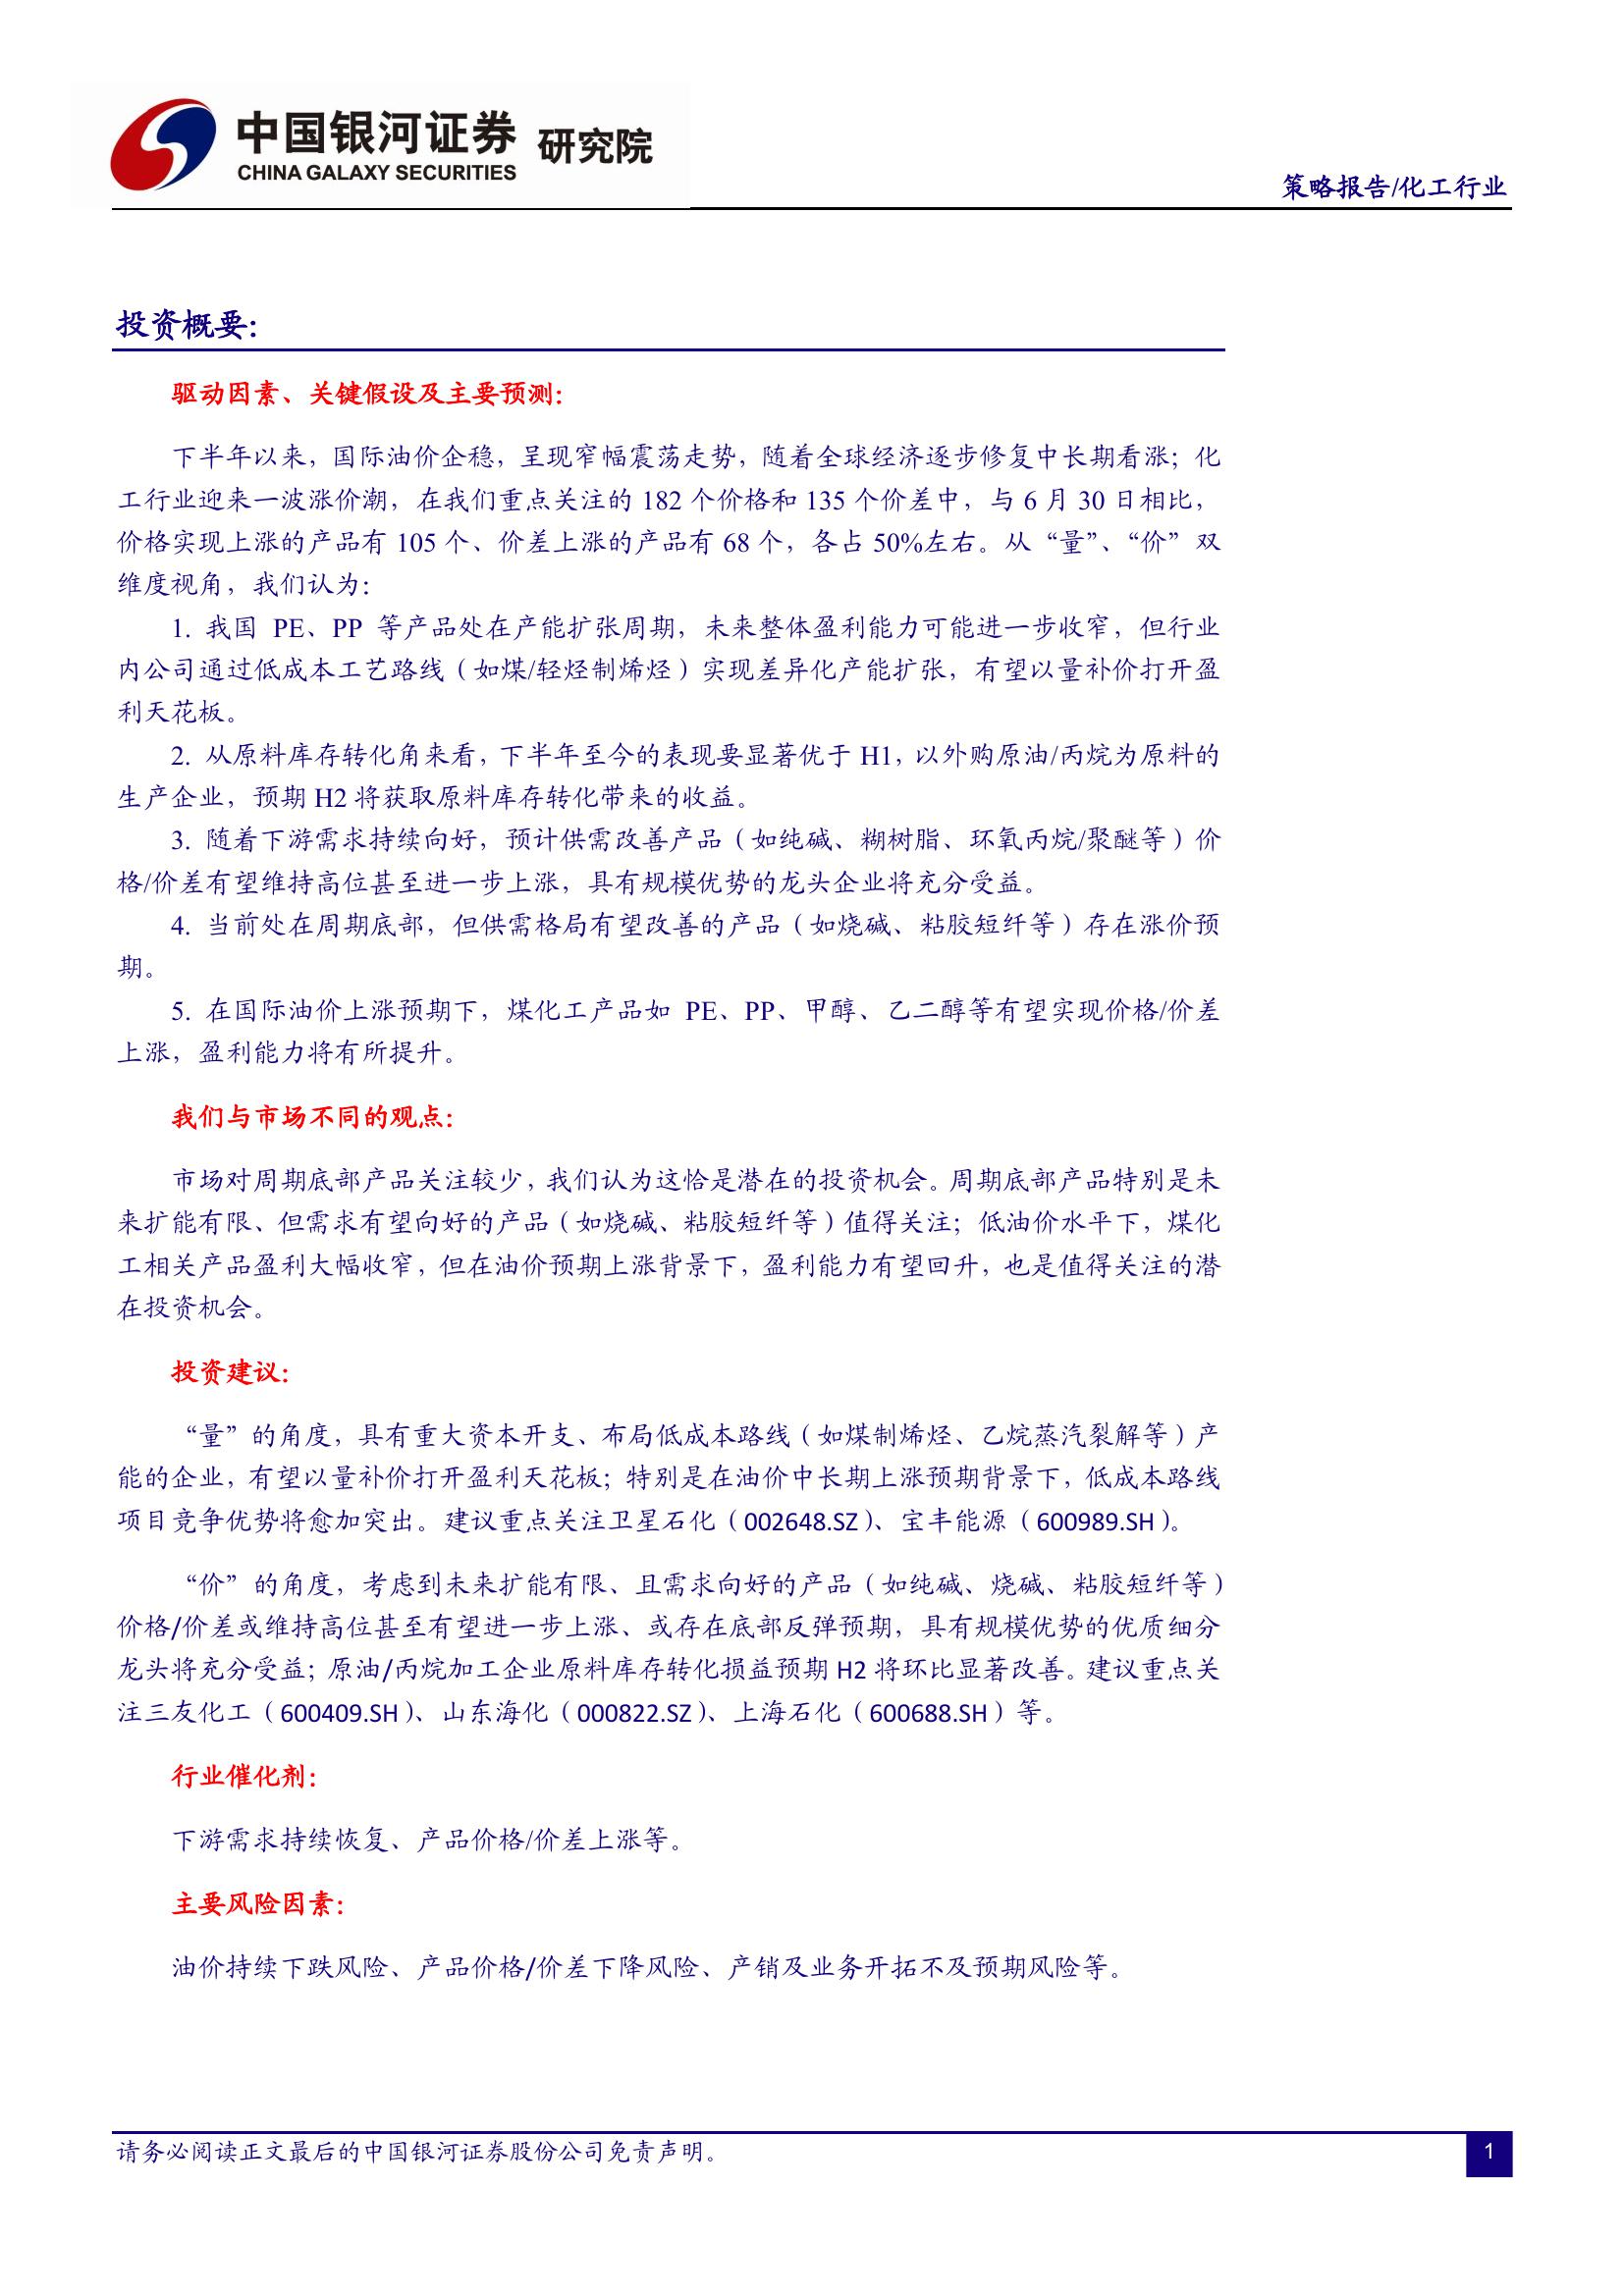 中国银河证券 研究院
CHINA GALAXY SECURITIES
策略报告/化工行业
投资概要:
驱动因素、关键假设及主要预测:
下半年以来，国际油价企稳，呈现窄幅震荡走势，随着全球经济逐步修复中长期看涨；化
工行业迎来一波涨价潮，在我们重点关注的 182 个价格和 135 个价差中，与 6 月 30 日相比，
价格实现上涨的产品有 105 个、价差上涨的产品有 68 个，各占 50%左右。从“量”、“价” 双
维度视角，我们认为：
1. 我国 PE、PP 等产品处在产能扩张周期，未来整体盈利能力可能进一步收窄，但行业
内公司通过低成本工艺路线（如煤/轻烃制烯烃）实现差异化产能扩张，有望以量补价打开盈
利天花板。
2. 从原料库存转化角来看，下半年至今的表现要显著优于 H1，以外购原油/丙烷为原料的
生产企业，预期 H2 将获取原料库存转化带来的收益。
3. 随着下游需求持续向好，预计供需改善产品（如纯碱、糊树脂、环氧丙烷/聚醚等）价
格/价差有望维持高位甚至进一步上涨，具有规模优势的龙头企业将充分受益。
4. 当前处在周期底部，但供需格局有望改善的产品（如烧碱、粘胶短纤等）存在涨价预
期。
5. 在国际油价上涨预期下，煤化工产品如 PE、PP、甲醇、乙二醇等有望实现价格/价差
上涨，盈利能力将有所提升。
我们与市场不同的观点:
市场对周期底部产品关注较少，我们认为这恰是潜在的投资机会。周期底部产品特别是未
来扩能有限、但需求有望向好的产品（如烧碱、粘胶短纤等）值得关注；低油价水平下，煤化
工相关产品盈利大幅收窄，但在油价预期上涨背景下，盈利能力有望回升，也是值得关注的潜
在投资机会。
投资建议:
“量” 的角度，具有重大资本开支、布局低成本路线（如煤制烯烃、乙烷蒸汽裂解等）产
能的企业，有望以量补价打开盈利天花板；特别是在油价中长期上涨预期背景下，低成本路线
项目竞争优势将愈加突出。建议重点关注卫星石化（002648.SZ）、宝丰能源（600989.SH）。
“价” 的角度，考虑到未来扩能有限、且需求向好的产品（如纯碱、烧碱、粘胶短纤等）
价格/价差或维持高位甚至有望进一步上涨、或存在底部反弹预期，具有规模优势的优质细分
龙头将充分受益；原油/丙烷加工企业原料库存转化损益预期 H2 将环比显著改善。建议重点关
注三友化工（600409.SH）、山东海化（000822.SZ）、上海石化（600688.SH）等。
行业催化剂:
下游需求持续恢复、产品价格/价差上涨等。
主要风险因素:
油价持续下跌风险、产品价格/价差下降风险、产销及业务开拓不及预期风险等。
请务必阅读正文最后的中国银河证券股份公司免责声明。
1